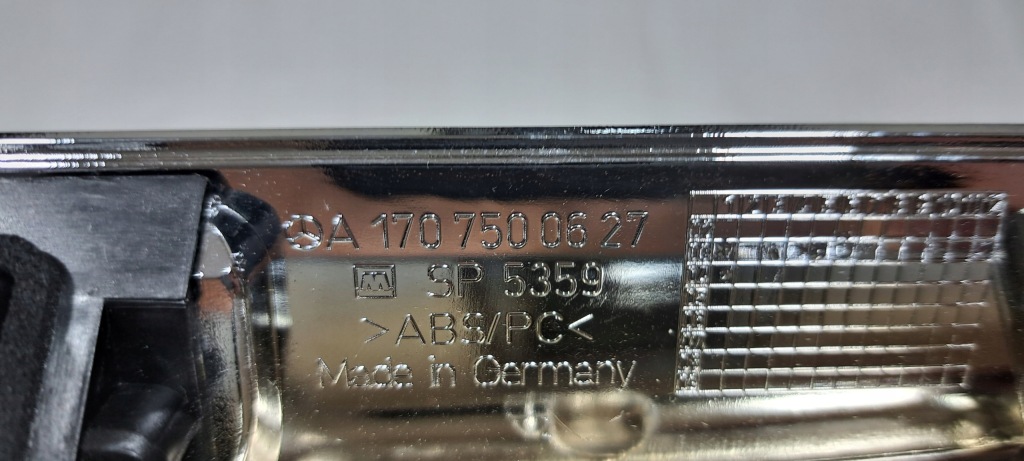 A 170 750 06 27
SP 5359
>ABS/PC<
Made in Germany